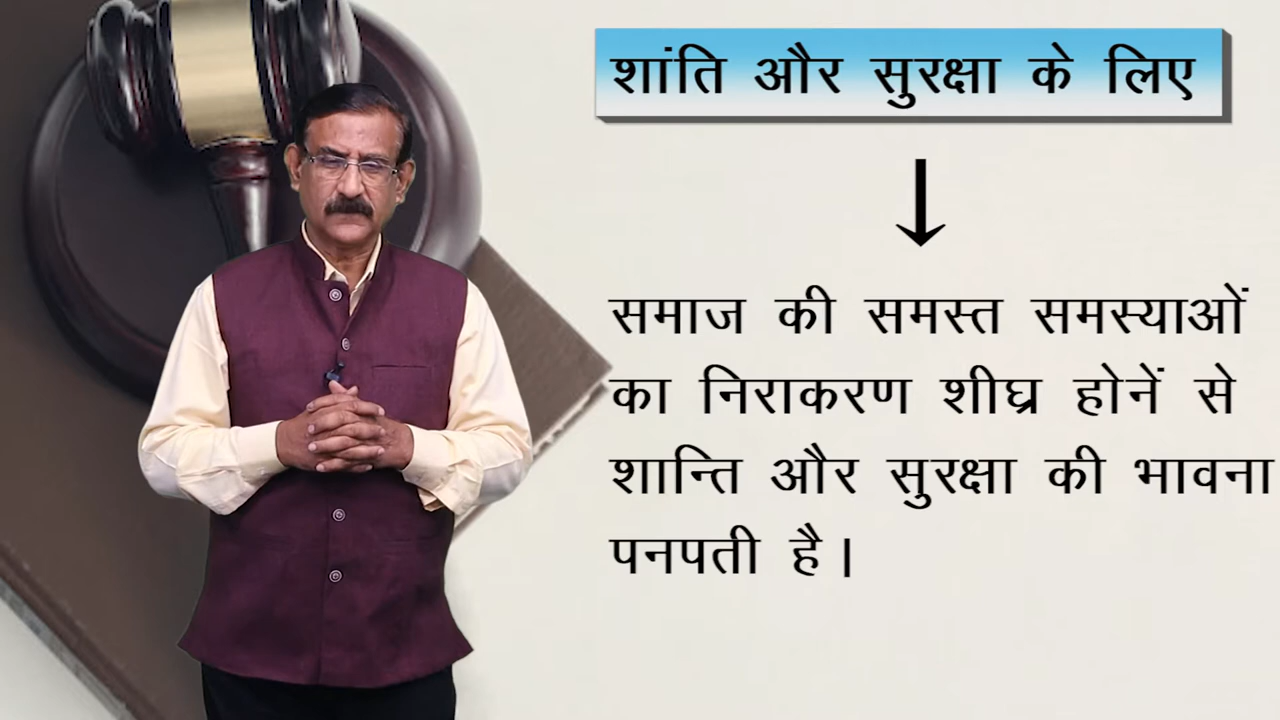 शांति और सुरक्षा के लिए
समाज की समस्त समस्याओं
का निराकरण शीघ्र होनें से
शान्ति और सुरक्षा की भावना
पनपती है।